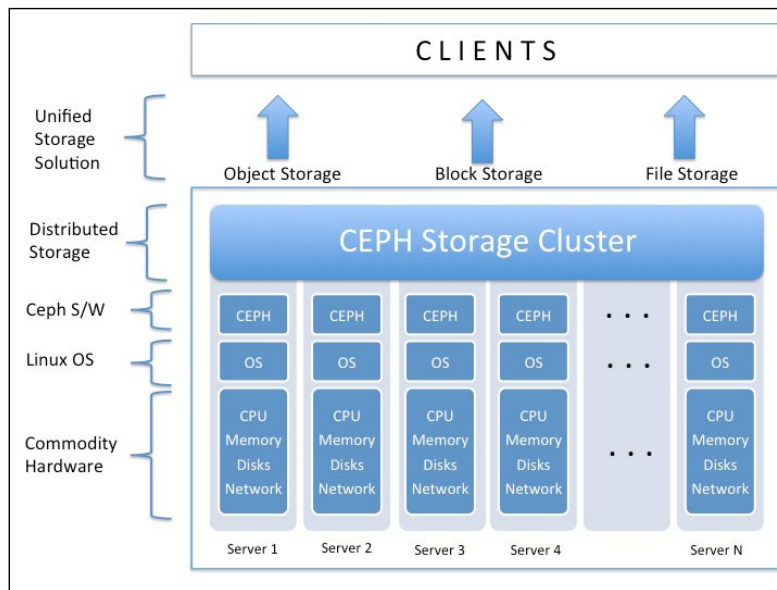 CLIENTS
Unified
Storage
Solution
Object Storage Block Storage File Storage
Distributed
Storage
CEPH Storage Cluster
Ceph S/W
CEPH CEPH CEPH CEPH . . . CEPH
Linux OS
OS OS OS OS . . . OS
Commodity
Hardware
CPU CPU CPU CPU CPU
Memory Memory Memory Memory Memory
Disks Disks Disks Disks . . . Disks
Network Network Network Network Network
Server 1 Server 2 Server 3 Server 4 Server N